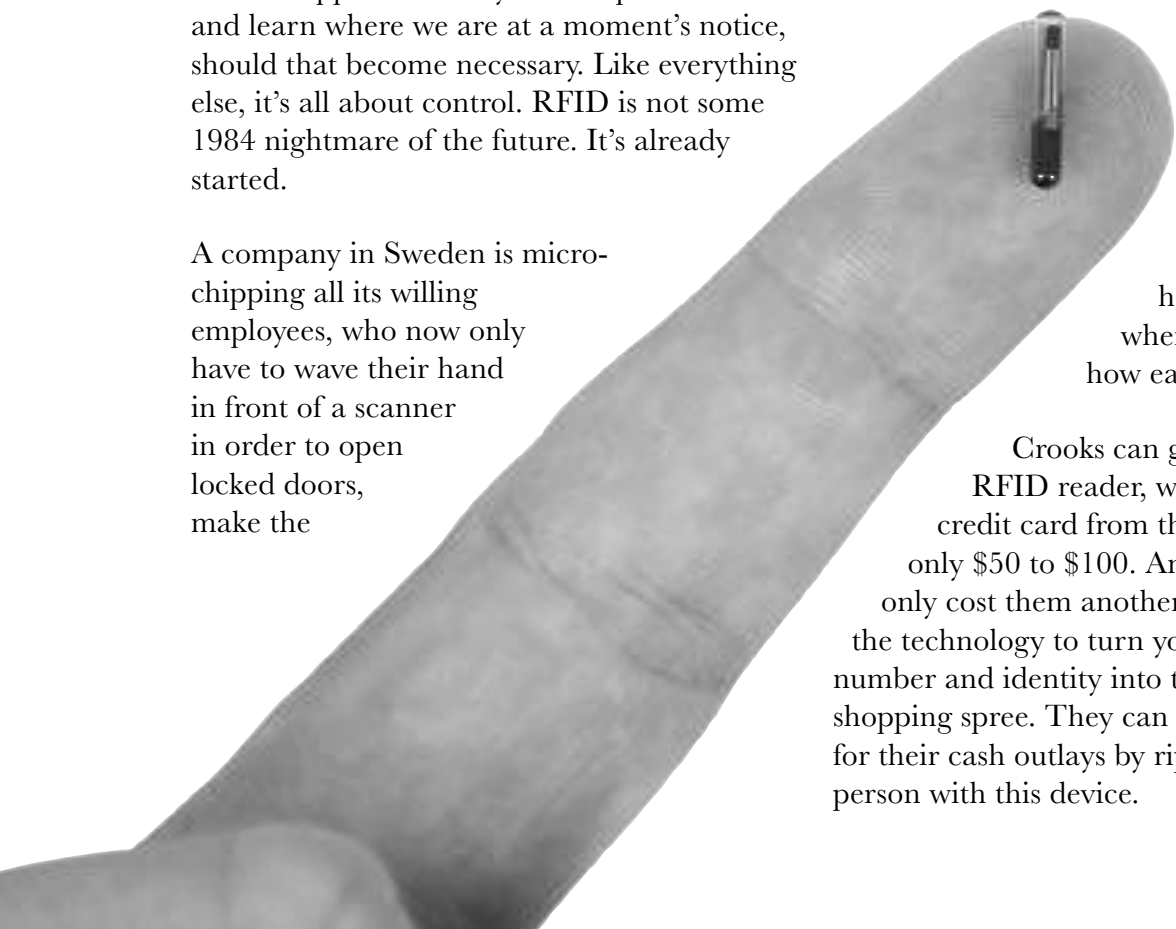 and learn where we are at a moment's notice,
should that become necessary. Like everything
else, it's all about control. RFID is not some
1984 nightmare of the future. It's already
started.
A company in Sweden is micro-
chipping all its willing
employees, who now only
have to wave their hand
in front of a scanner
in order to open
locked doors,
make the
how
Crooks can
RFID reader,
credit card from
only $50 to $100.
only cost them another
the technology to turn
number and identity into
shopping spree. They can
for their cash outlays by
person with this device.